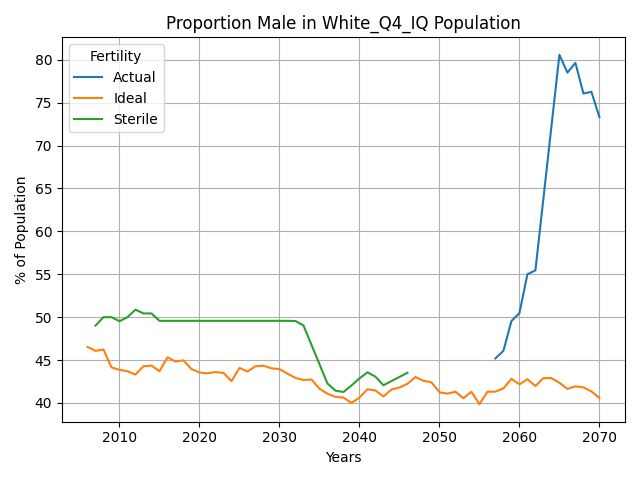 Proportion Male in White_Q4_IQ Population
Fertility
Actual
Ideal
Sterile
% of Population
80
75
70
65
60
55
50
45
40
2010
2020
2030
2040
2050
2060
2070
Years